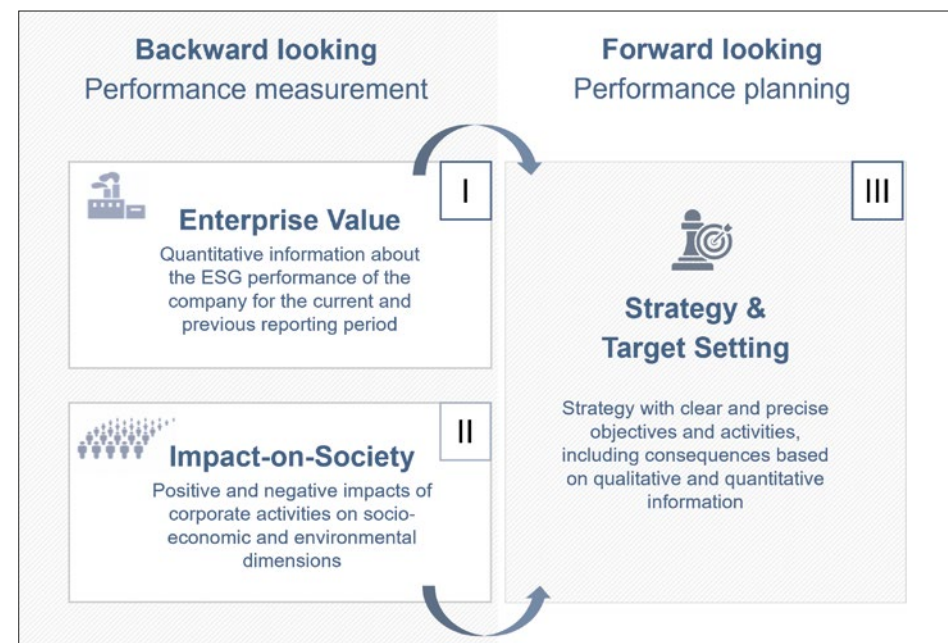 Backward looking
Performance measurement
Forward looking
Performance planning
I
Enterprise Value
Quantitative information about
the ESG performance of the
company for the current and
previous reporting period
II
Impact-on-Society
Positive and negative impacts of
corporate activities on socio-
economic and environmental
dimensions
III
Strategy &
Target Setting
Strategy with clear and precise
objectives and activities,
including consequences based
on qualitative and quantitative
information